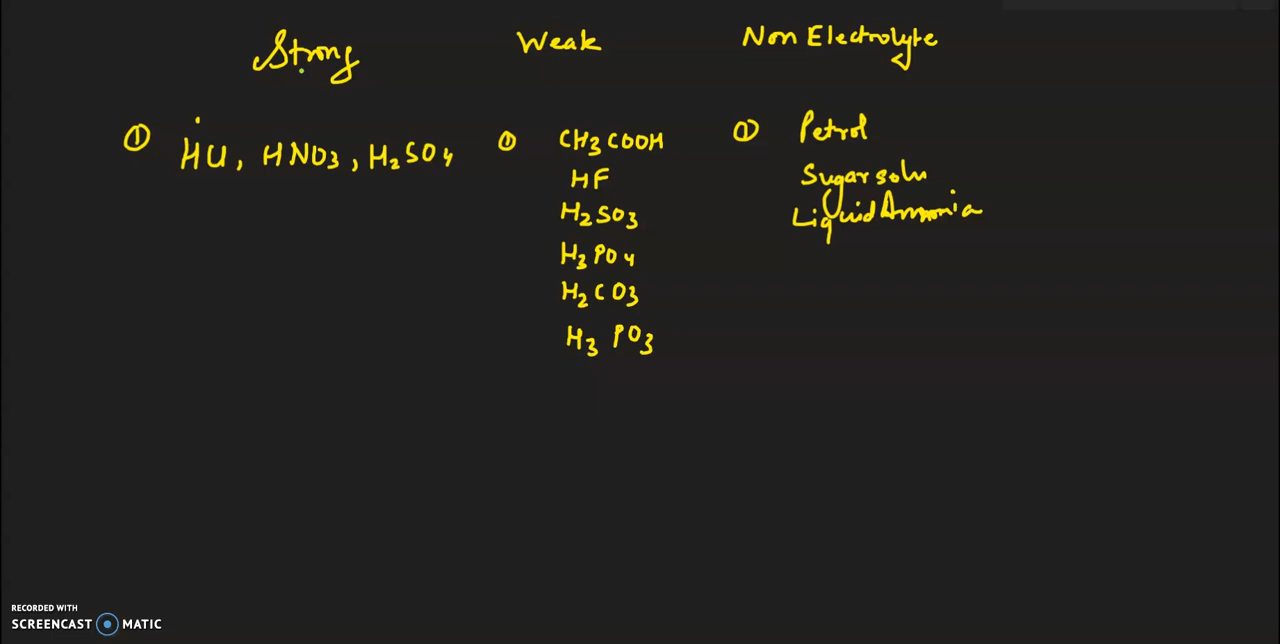 Strong Weak Non Electrolyte
① HCl, HNO3, H2SO4 ① CH3COOH ① Petrol
HF Sugar soln
H2SO3 Liquid Ammonia
H3PO4
H2CO3
H3PO3
RECORDED WITH
SCREENCAST MATIC